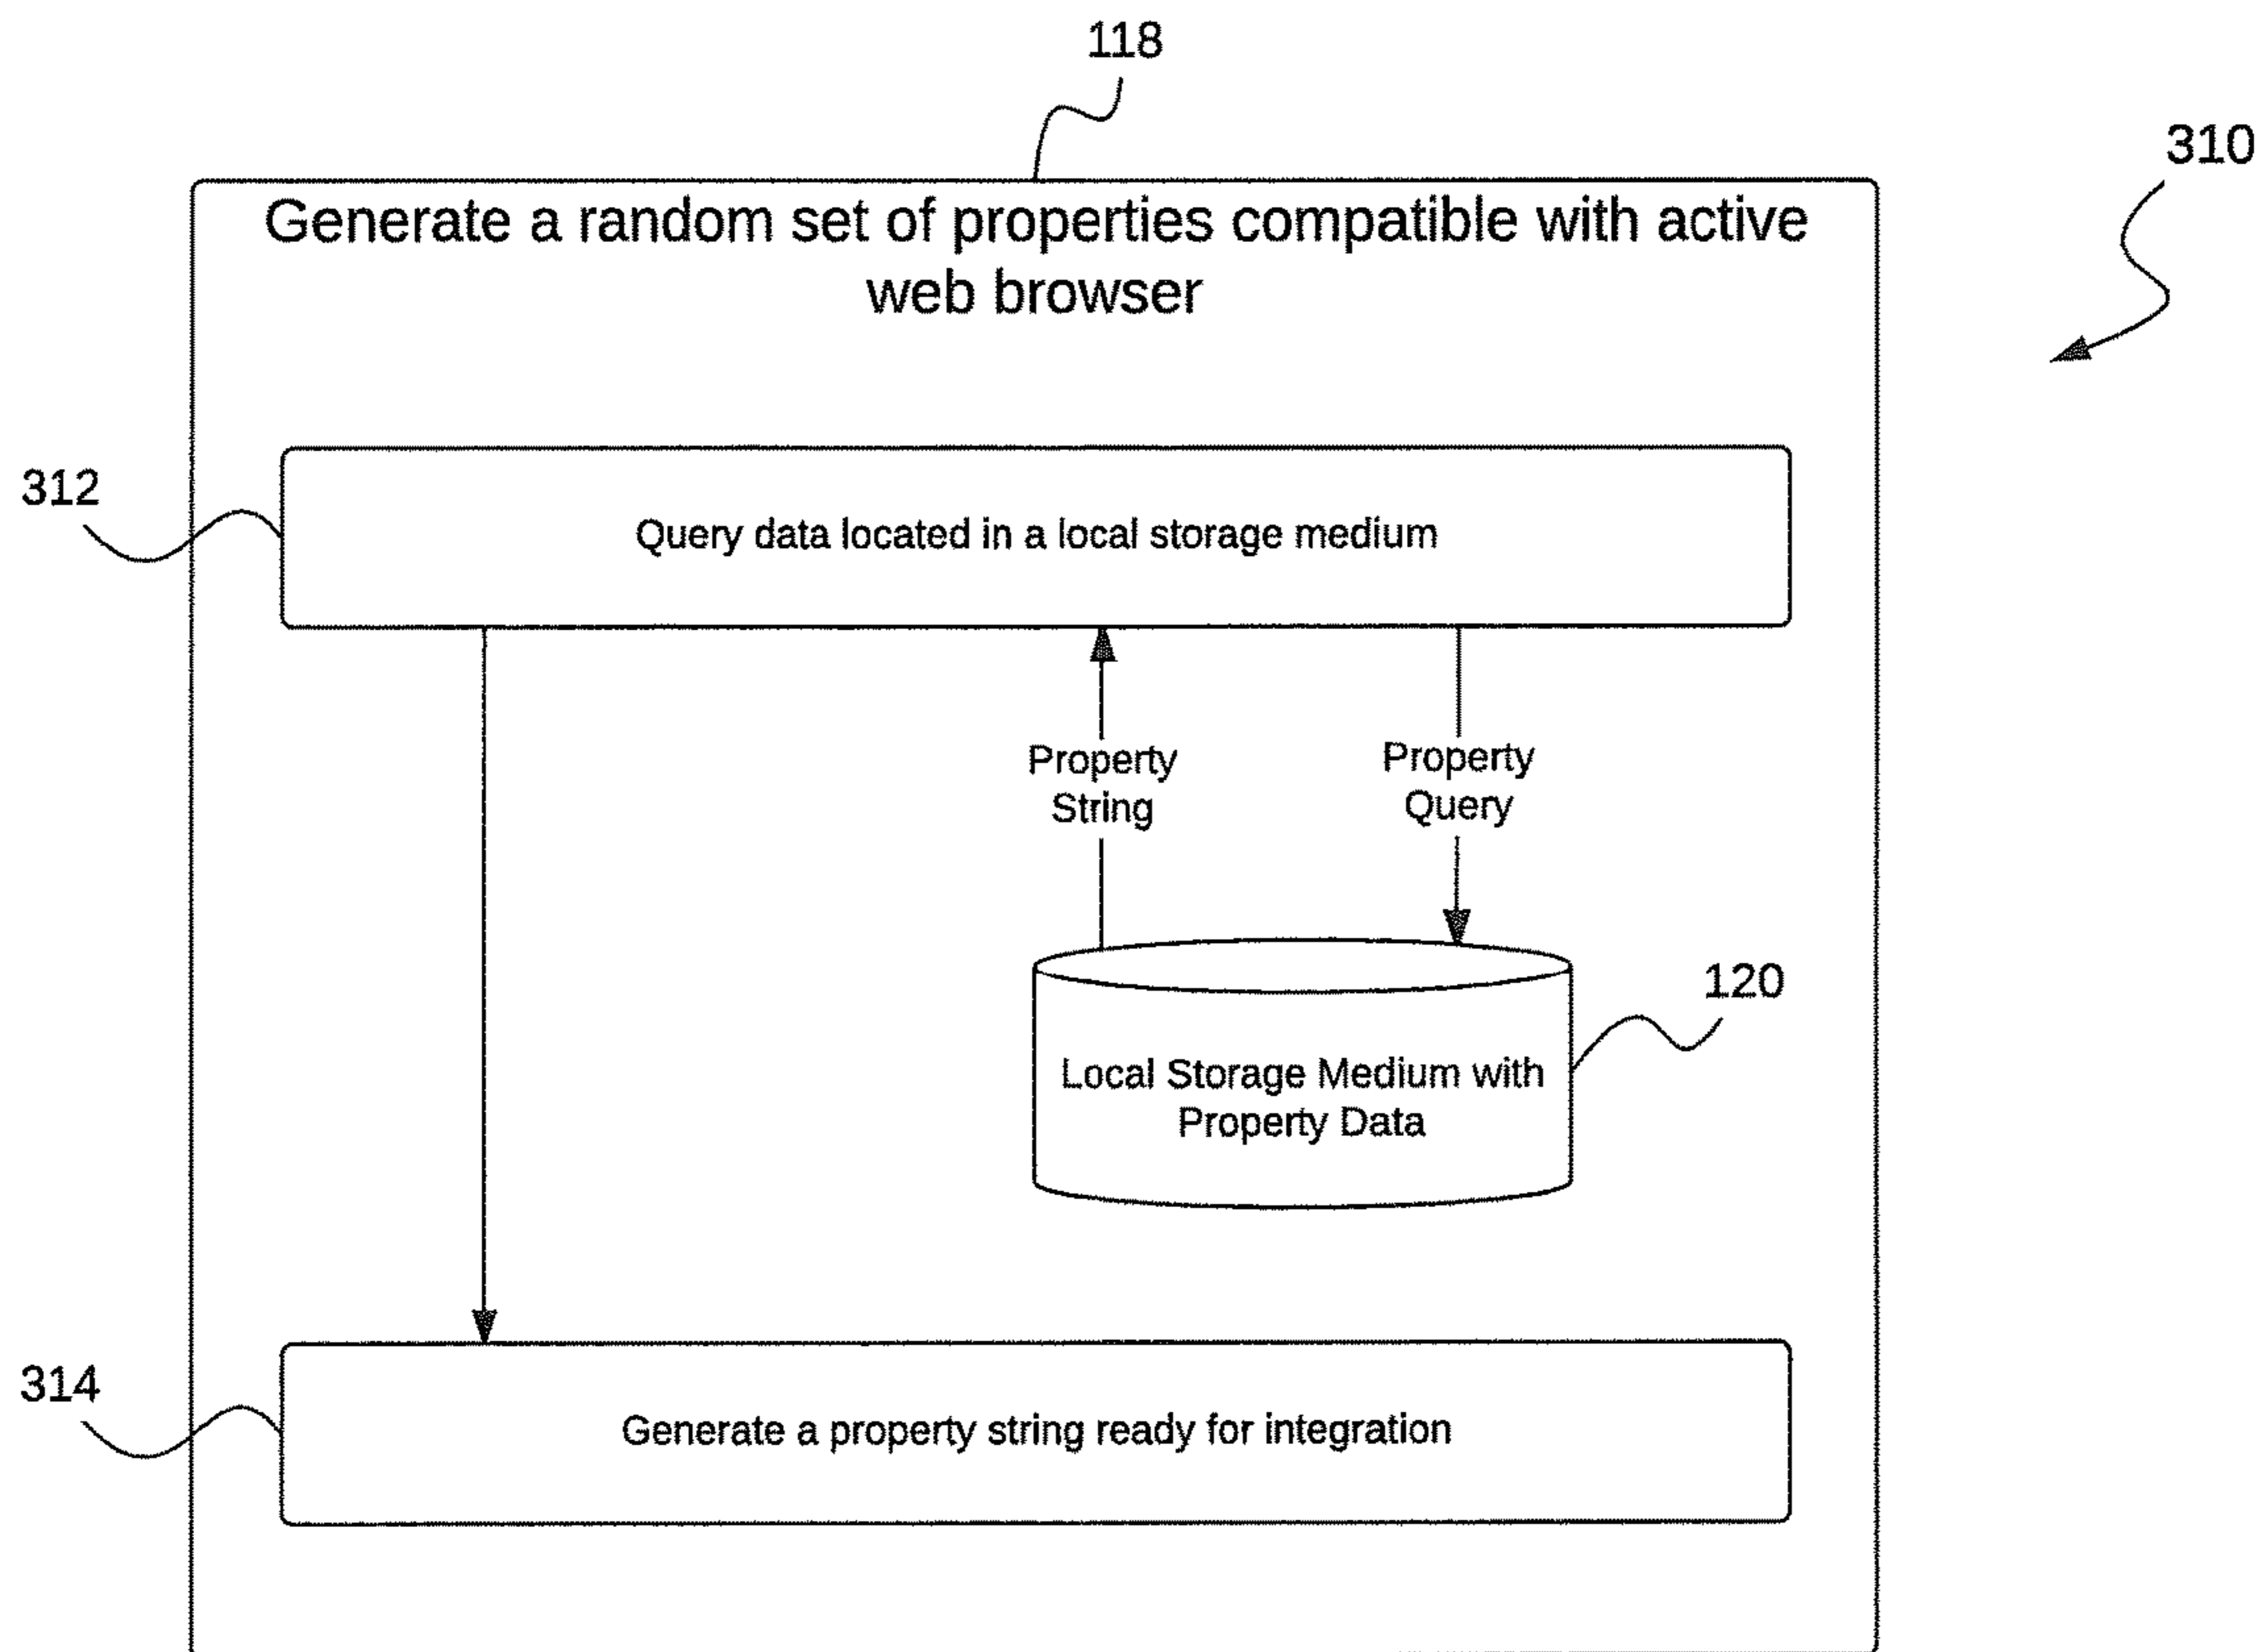 118
310
Generate a random set of properties compatible with active
web browser
312
Query data located in a local storage medium
Property
String
Property
Query
120
Local Storage Medium with
Property Data
314
Generate a property string ready for integration